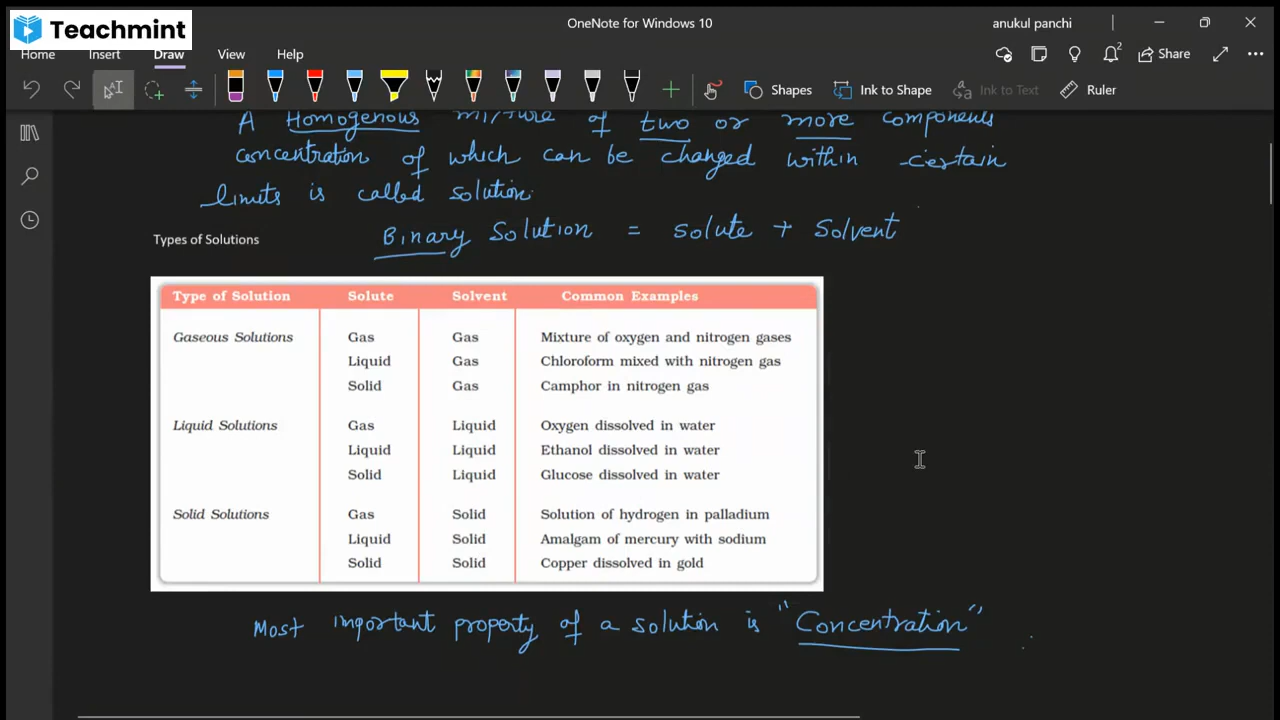 Teachmint
OneNote for Windows 10
anukul panchi
Home Insert Draw View Help
2
Share
Shapes
Ink to Shape
Ink to Text
Ruler
A Homogenous mixture of two or more components
concentration of which can be changed within certain
limits is called solution.
Binary Solution = Solute + Solvent
Types of Solutions
Type of Solution Solute Solvent Common Examples
Gaseous Solutions Gas Gas Mixture of oxygen and nitrogen gases
Liquid Gas Chloroform mixed with nitrogen gas
Solid Gas Camphor in nitrogen gas
Liquid Solutions Gas Liquid Oxygen dissolved in water
Liquid Liquid Ethanol dissolved in water
Solid Liquid Glucose dissolved in water
Solid Solutions Gas Solid Solution of hydrogen in palladium
Liquid Solid Amalgam of mercury with sodium
Solid Solid Copper dissolved in gold
Most important property of a solution is "Concentration"